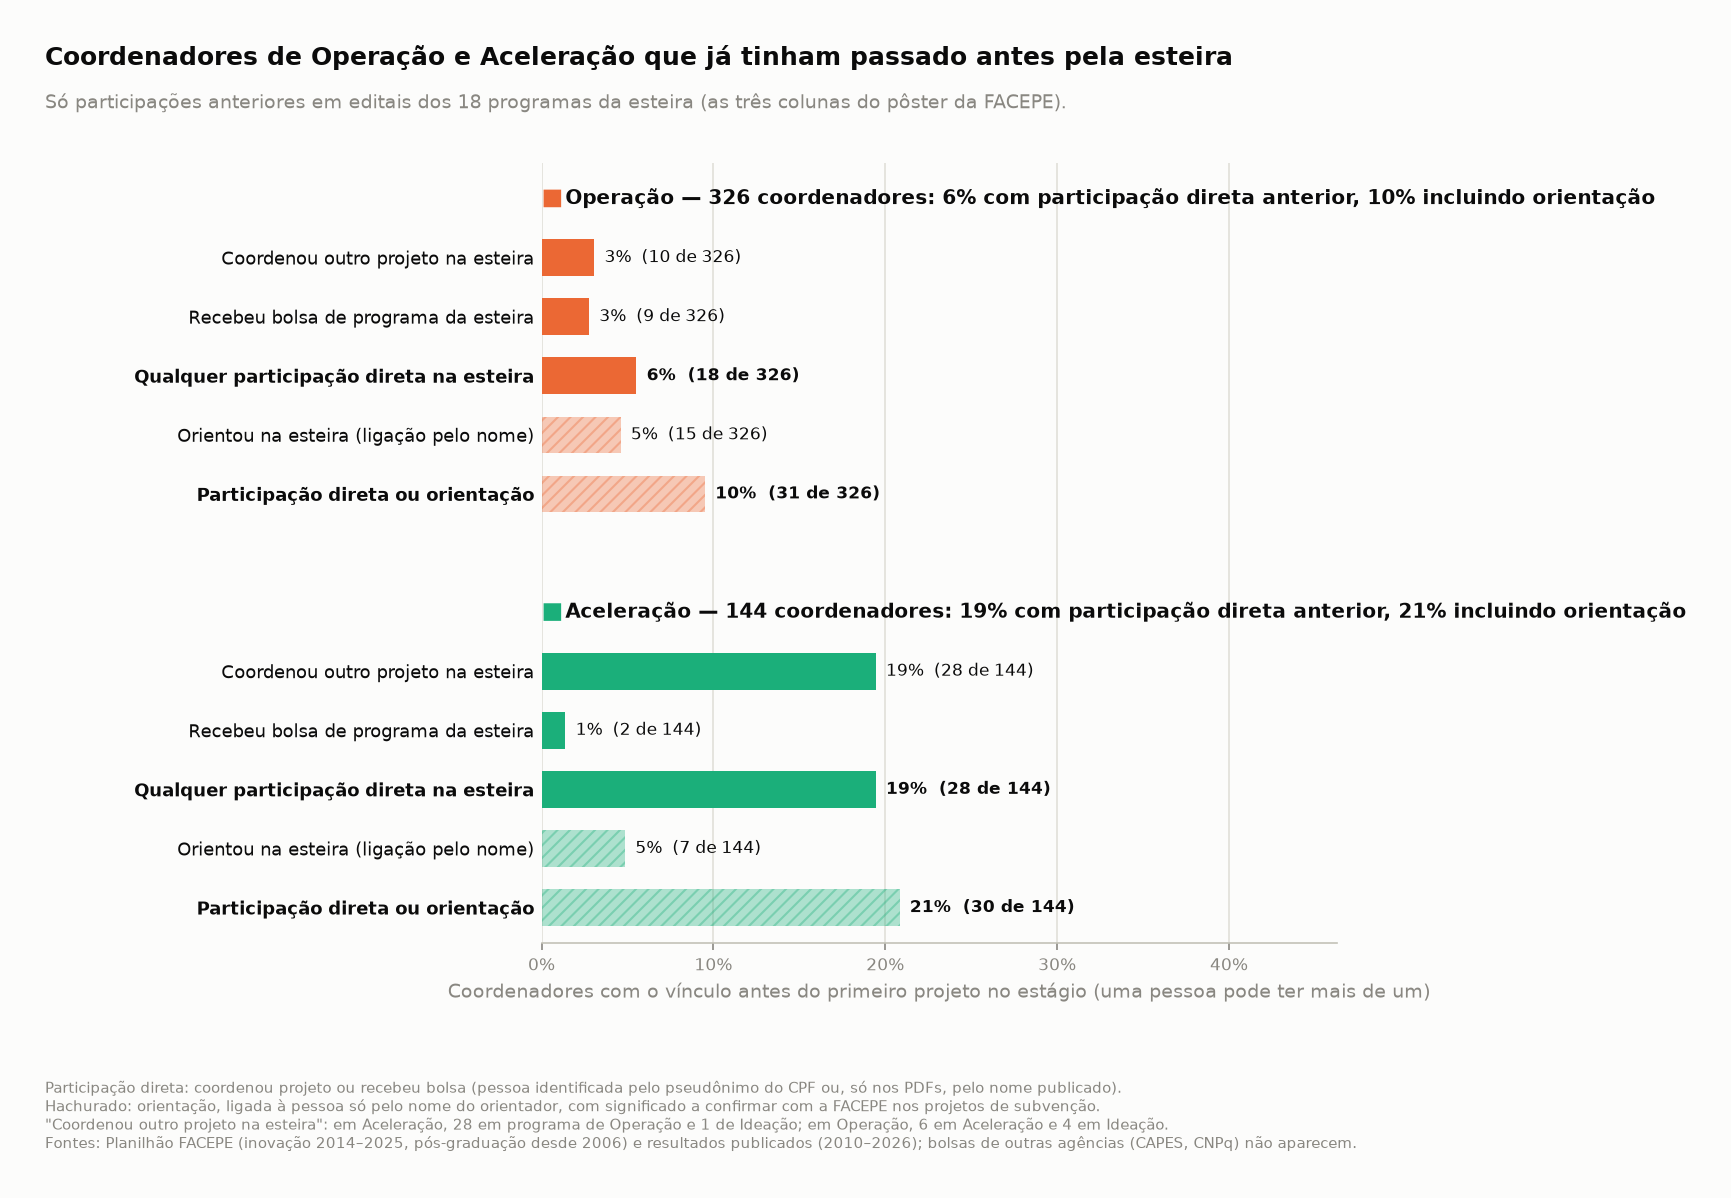 Coordenadores de Operação e Aceleração que já tinham passado antes pela esteira
Só participações anteriores em editais dos 18 programas da esteira (as três colunas do pôster da FACEPE).
Operação — 326 coordenadores: 6% com participação direta anterior, 10% incluindo orientação
Coordenou outro projeto na esteira 3% (10 de 326)
Recebeu bolsa de programa da esteira 3% (9 de 326)
Qualquer participação direta na esteira 6% (18 de 326)
Orientou na esteira (ligação pelo nome) 5% (15 de 326)
Participação direta ou orientação 10% (31 de 326)
Aceleração — 144 coordenadores: 19% com participação direta anterior, 21% incluindo orientação
Coordenou outro projeto na esteira 19% (28 de 144)
Recebeu bolsa de programa da esteira 1% (2 de 144)
Qualquer participação direta na esteira 19% (28 de 144)
Orientou na esteira (ligação pelo nome) 5% (7 de 144)
Participação direta ou orientação 21% (30 de 144)
0% 10% 20% 30% 40%
Coordenadores com o vínculo antes do primeiro projeto no estágio (uma pessoa pode ter mais de um)
Participação direta: coordenou projeto ou recebeu bolsa (pessoa identificada pelo pseudônimo do CPF ou, só nos PDFs, pelo nome publicado).
Hachurado: orientação, ligada à pessoa só pelo nome do orientador, com significado a confirmar com a FACEPE nos projetos de subvenção.
"Coordenou outro projeto na esteira": em Aceleração, 28 em programa de Operação e 1 de Ideação; em Operação, 6 em Aceleração e 4 em Ideação.
Fontes: Planilhão FACEPE (inovação 2014–2025, pós-graduação desde 2006) e resultados publicados (2010–2026); bolsas de outras agências (CAPES, CNPq) não aparecem.